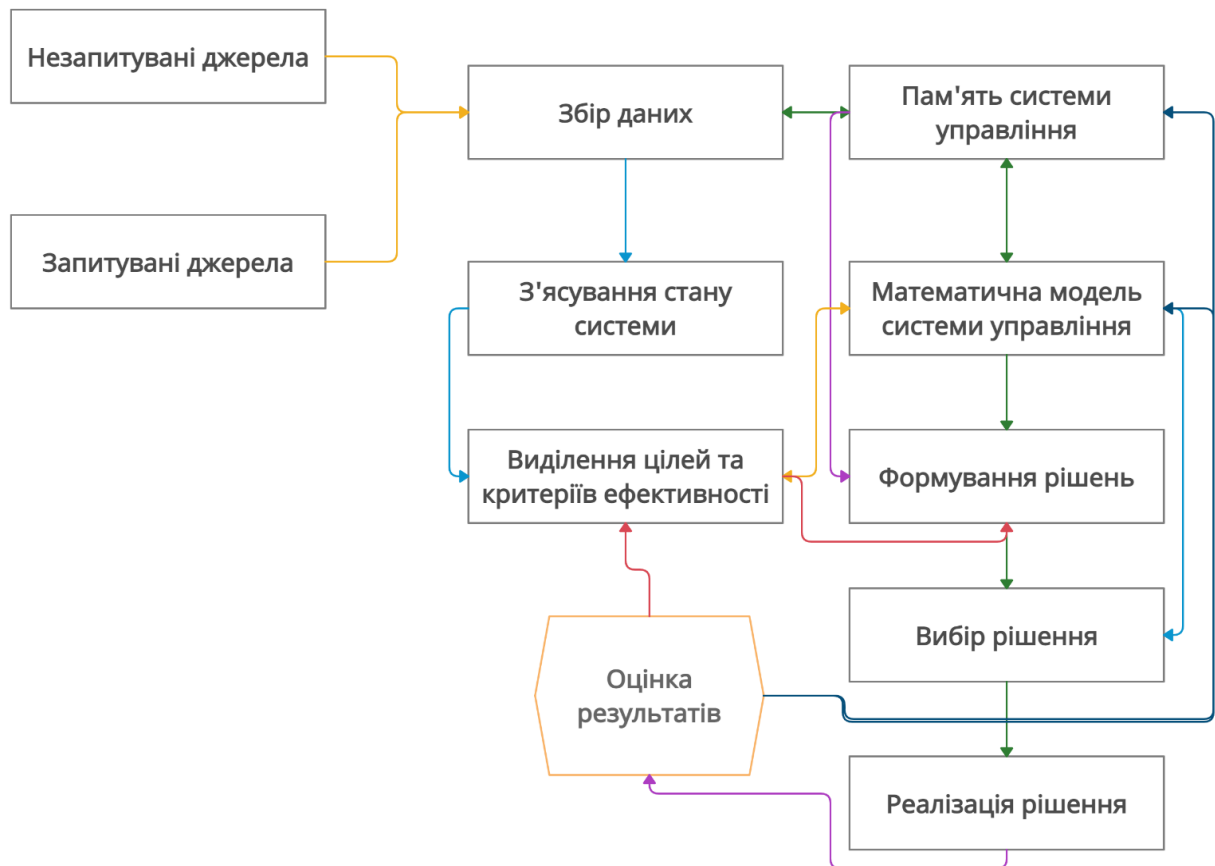 Незапитувані джерела
Збір даних
Пам'ять системи
управління
Запитувані джерела
З'ясування стану
системи
Математична модель
системи управління
Виділення цілей та
критеріїв ефективності
Формування рішень
Вибір рішення
Оцінка
результатів
Реалізація рішення